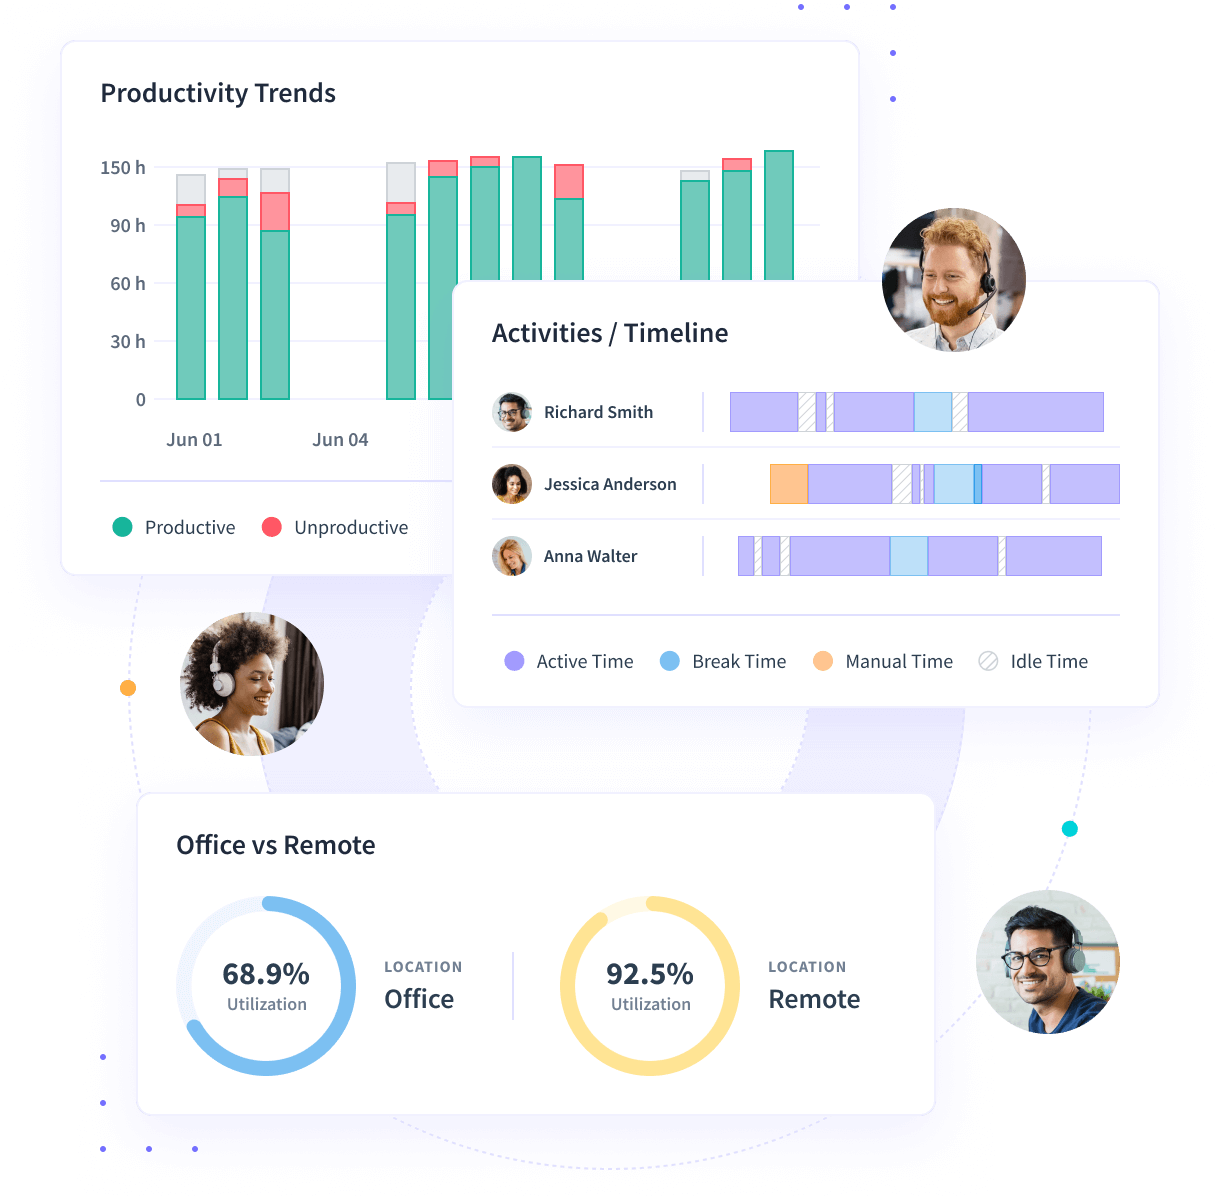 Productivity Trends
150 h
90 h
60 h
30 h
0
Jun 01
Jun 04
Productive
Unproductive
Activities / Timeline
Richard Smith
Jessica Anderson
Anna Walter
Active Time
Break Time
Manual Time
Idle Time
Office vs Remote
68.9%
Utilization
LOCATION
Office
92.5%
Utilization
LOCATION
Remote